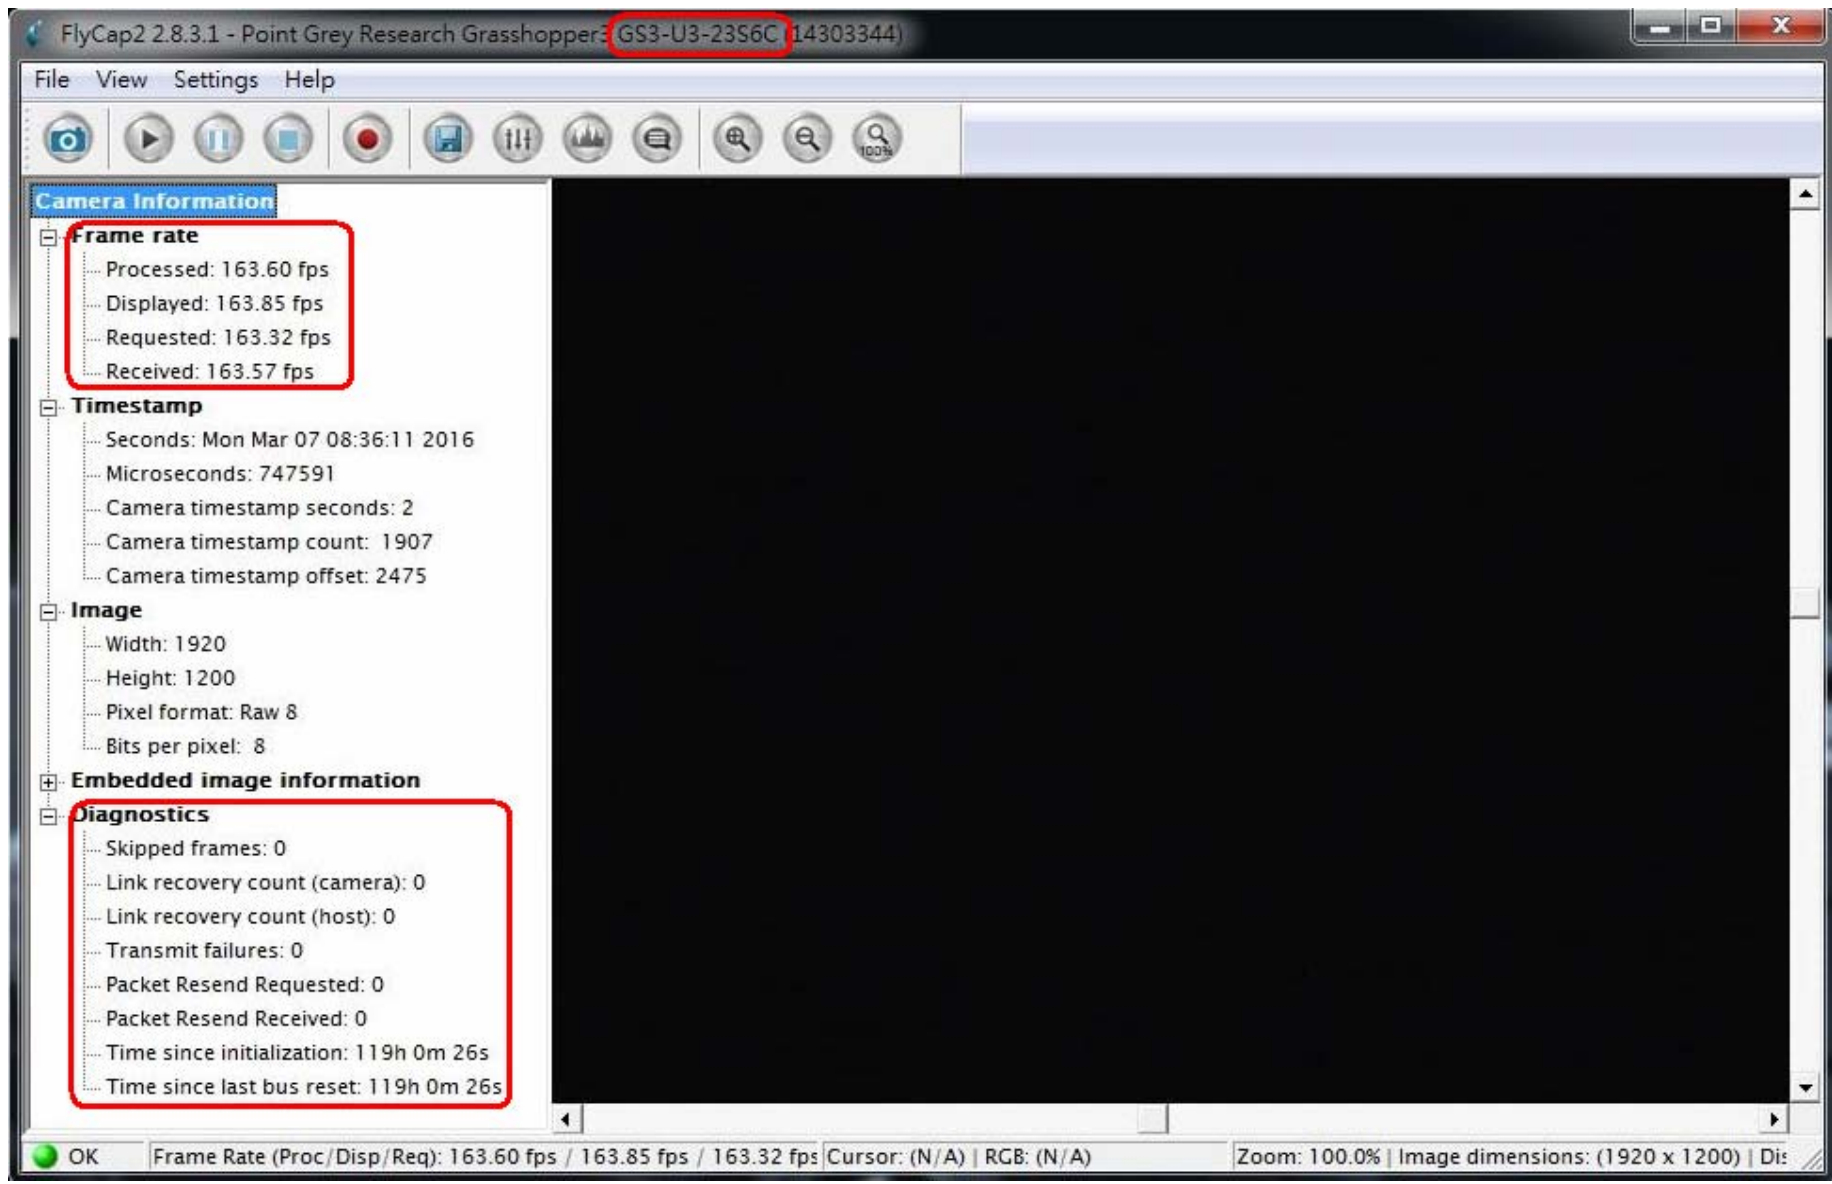 FlyCap2 2.8.3.1 - Point Grey Research Grasshopper3 GS3-U3-23S6C (14303344)
File View Settings Help
100%
Camera Information
Frame rate
Processed: 163.60 fps
Displayed: 163.85 fps
Requested: 163.32 fps
Received: 163.57 fps
Timestamp
Seconds: Mon Mar 07 08:36:11 2016
Microseconds: 747591
Camera timestamp seconds: 2
Camera timestamp count: 1907
Camera timestamp offset: 2475
Image
Width: 1920
Height: 1200
Pixel format: Raw 8
Bits per pixel: 8
Embedded image information
Diagnostics
Skipped frames: 0
Link recovery count (camera): 0
Link recovery count (host): 0
Transmit failures: 0
Packet Resend Requested: 0
Packet Resend Received: 0
Time since initialization: 119h 0m 26s
Time since last bus reset: 119h 0m 26s
OK Frame Rate (Proc/Disp/Req): 163.60 fps / 163.85 fps / 163.32 fps Cursor: (N/A) | RGB: (N/A) Zoom: 100.0% | Image dimensions: (1920 x 1200) | Dis